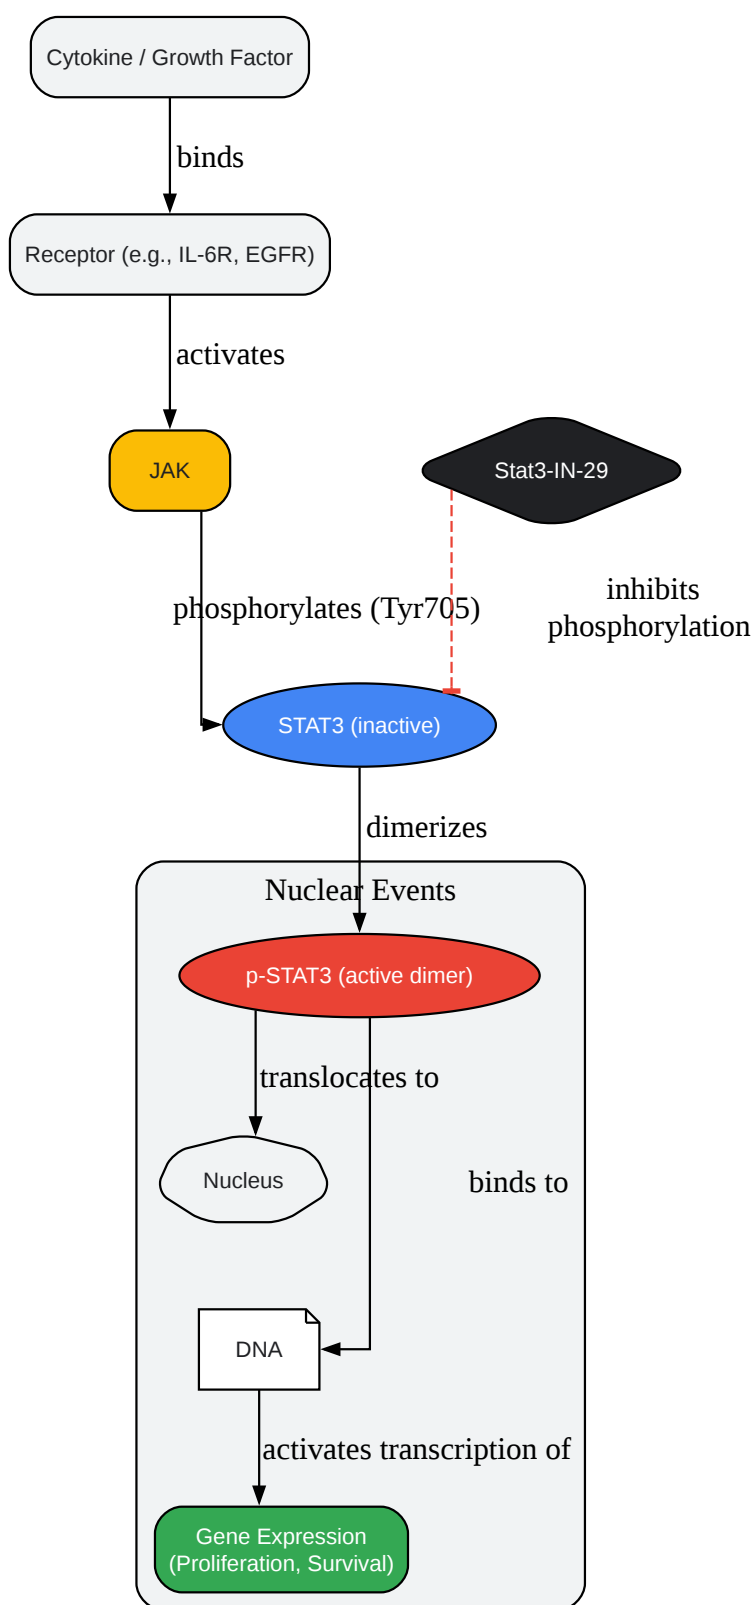 Cytokine / Growth Factor
binds
Receptor (e.g., IL-6R, EGFR)
activates
JAK
Stat3-IN-29
phosphorylates (Tyr705)
inhibits
phosphorylation
STAT3 (inactive)
dimerizes
Nuclear Events
p-STAT3 (active dimer)
translocates to
Nucleus
binds to
DNA
activates transcription of
Gene Expression
(Proliferation, Survival)